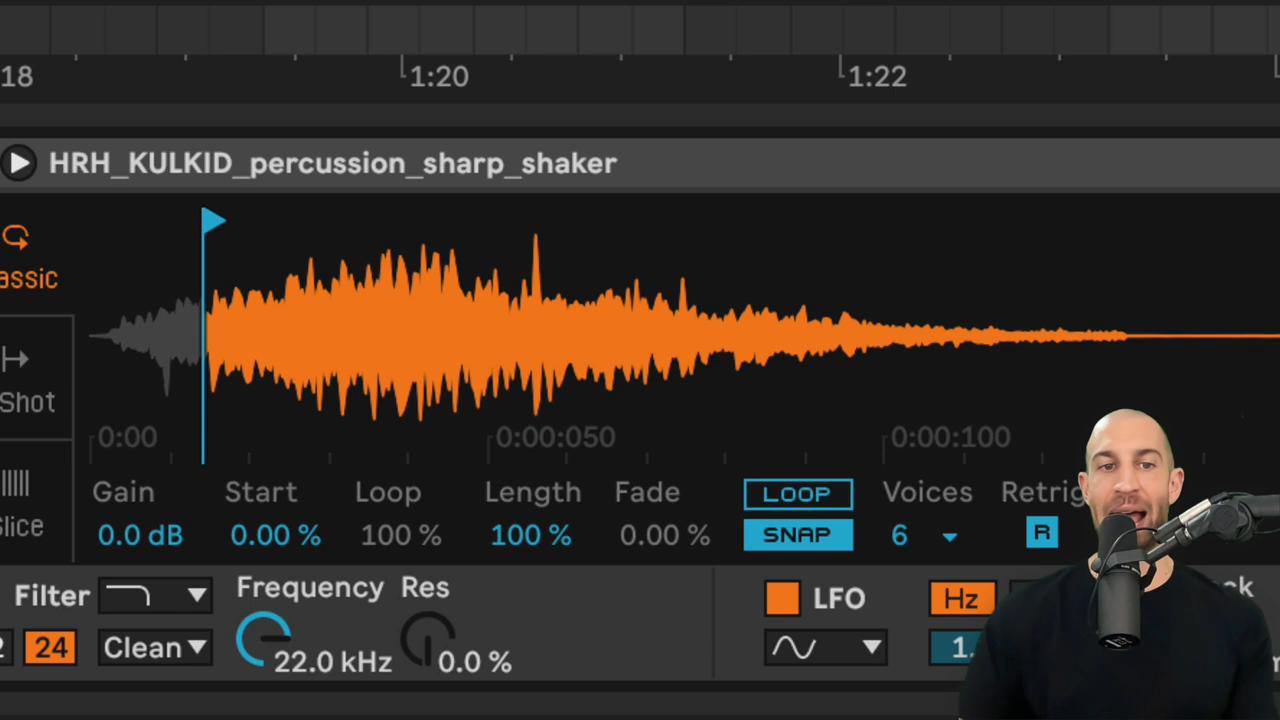 18 1:20 1:22
HRH_KULKID_percussion_sharp_shaker
assic
Shot
lice
0:00 0:00:050 0:00:100
Gain Start Loop Length Fade LOOP Voices Retrig
0.0 dB 0.00 % 100 % 100 % 0.00 % SNAP 6 R
Filter Frequency Res LFO Hz k
2 24 Clean 22.0 kHz 0.0 % 1.